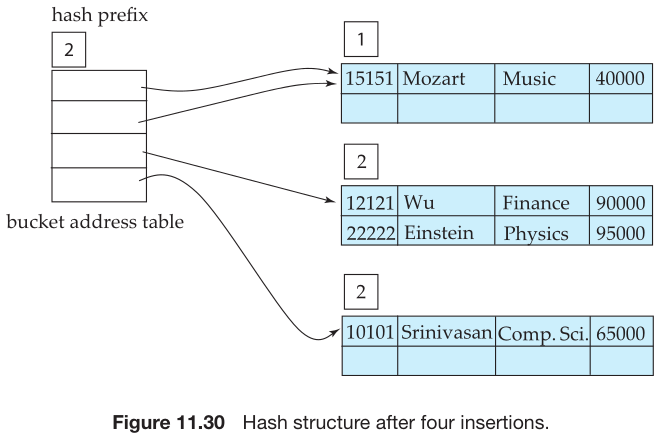 hash prefix
2
bucket address table
1
15151 Mozart Music 40000
2
12121 Wu Finance 90000
22222 Einstein Physics 95000
2
10101 Srinivasan Comp. Sci. 65000
Figure 11.30 Hash structure after four insertions.